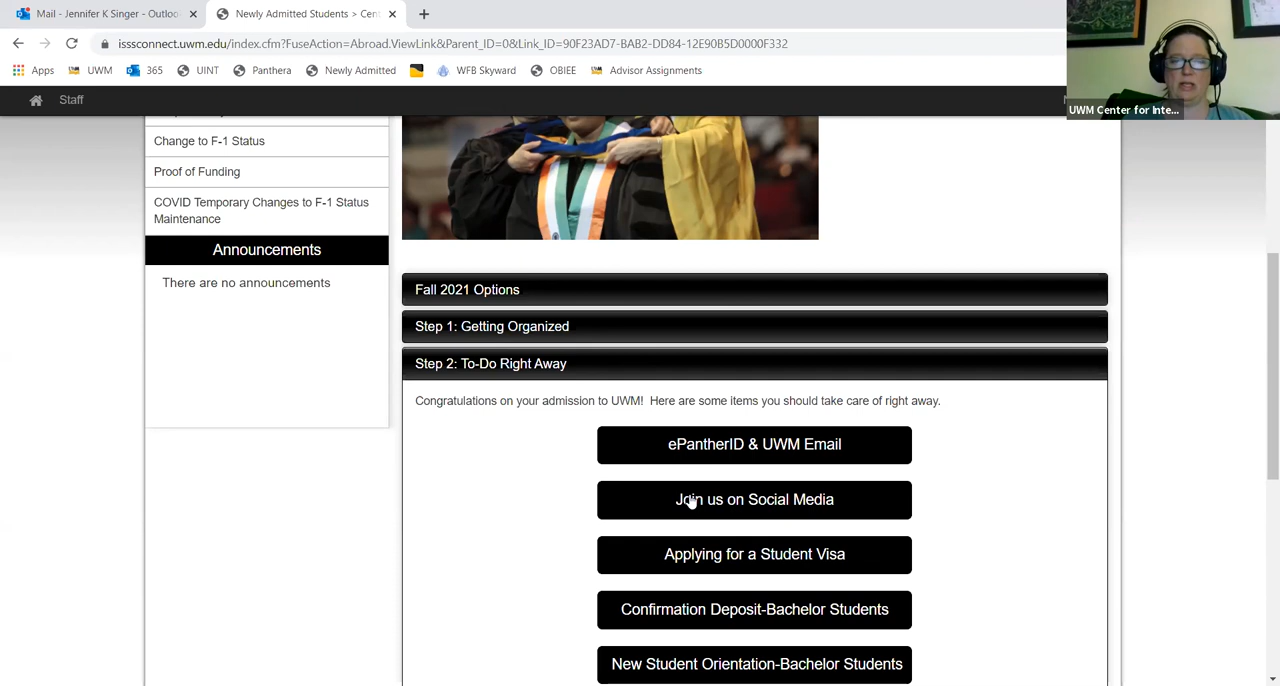 Mail - Jennifer K Singer - Outloo
Newly Admitted Students > Cent
isssconnect.uwm.edu/index.cfm?FuseAction=Abroad.ViewLink&Parent_ID=0&Link_ID=90F23AD7-BAB2-DD84-12E90B5D0000F332
Apps UWM 365 UINT Panthera Newly Admitted WFB Skyward OBIEE Advisor Assignments
UWM Center for Inte...
Staff
Change to F-1 Status
Proof of Funding
COVID Temporary Changes to F-1 Status
Maintenance
Announcements
There are no announcements
Fall 2021 Options
Step 1: Getting Organized
Step 2: To-Do Right Away
Congratulations on your admission to UWM! Here are some items you should take care of right away.
ePantherID & UWM Email
Join us on Social Media
Applying for a Student Visa
Confirmation Deposit-Bachelor Students
New Student Orientation-Bachelor Students